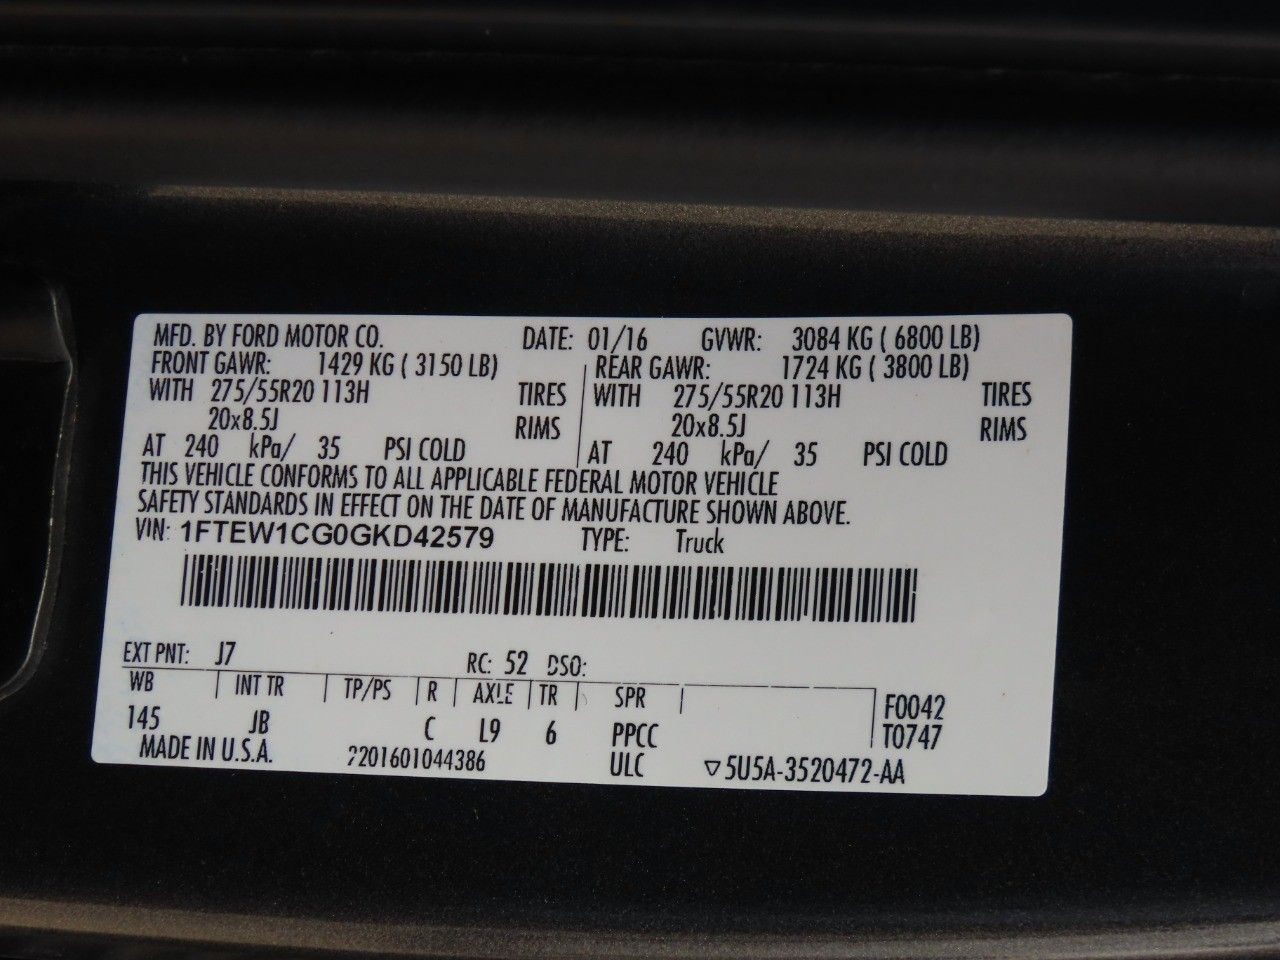 MFD. BY FORD MOTOR CO. DATE: 01/16 GVWR: 3084 KG ( 6800 LB)
FRONT GAWR: 1429 KG ( 3150 LB) REAR GAWR: 1724 KG ( 3800 LB)
WITH 275/55R20 113H TIRES WITH 275/55R20 113H TIRES
20x8.5J RIMS 20x8.5J RIMS
AT 240 kPa/ 35 PSI COLD AT 240 kPa/ 35 PSI COLD
THIS VEHICLE CONFORMS TO ALL APPLICABLE FEDERAL MOTOR VEHICLE
SAFETY STANDARDS IN EFFECT ON THE DATE OF MANUFACTURE SHOWN ABOVE.
VIN: 1FTEW1CG0GKD42579 TYPE: Truck
EXT PNT: J7 RC: 52 DSO:
WB INT TR TP/PS R AXLE TR SPR F0042
145 JB C L9 6 PPCC T0747
MADE IN U.S.A. 2201601044386 ULC ▽5U5A-3520472-AA